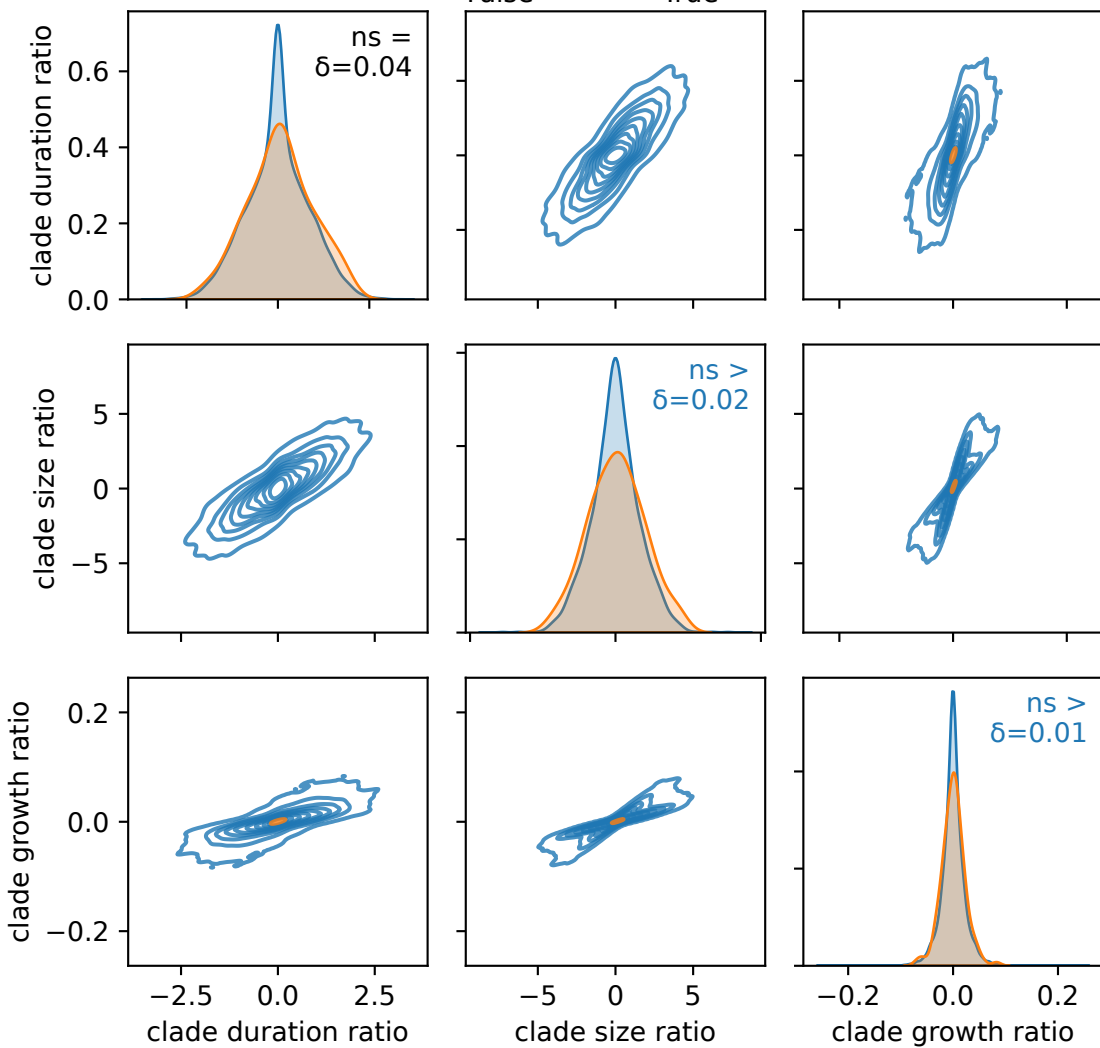 clade duration ratio
0.6
0.4
0.2
0.0
ns =
δ=0.04
clade size ratio
5
0
−5
ns >
δ=0.02
clade growth ratio
0.2
0.0
−0.2
ns >
δ=0.01
−2.5 0.0 2.5
−5 0 5
−0.2 0.0 0.2
clade duration ratio
clade size ratio
clade growth ratio